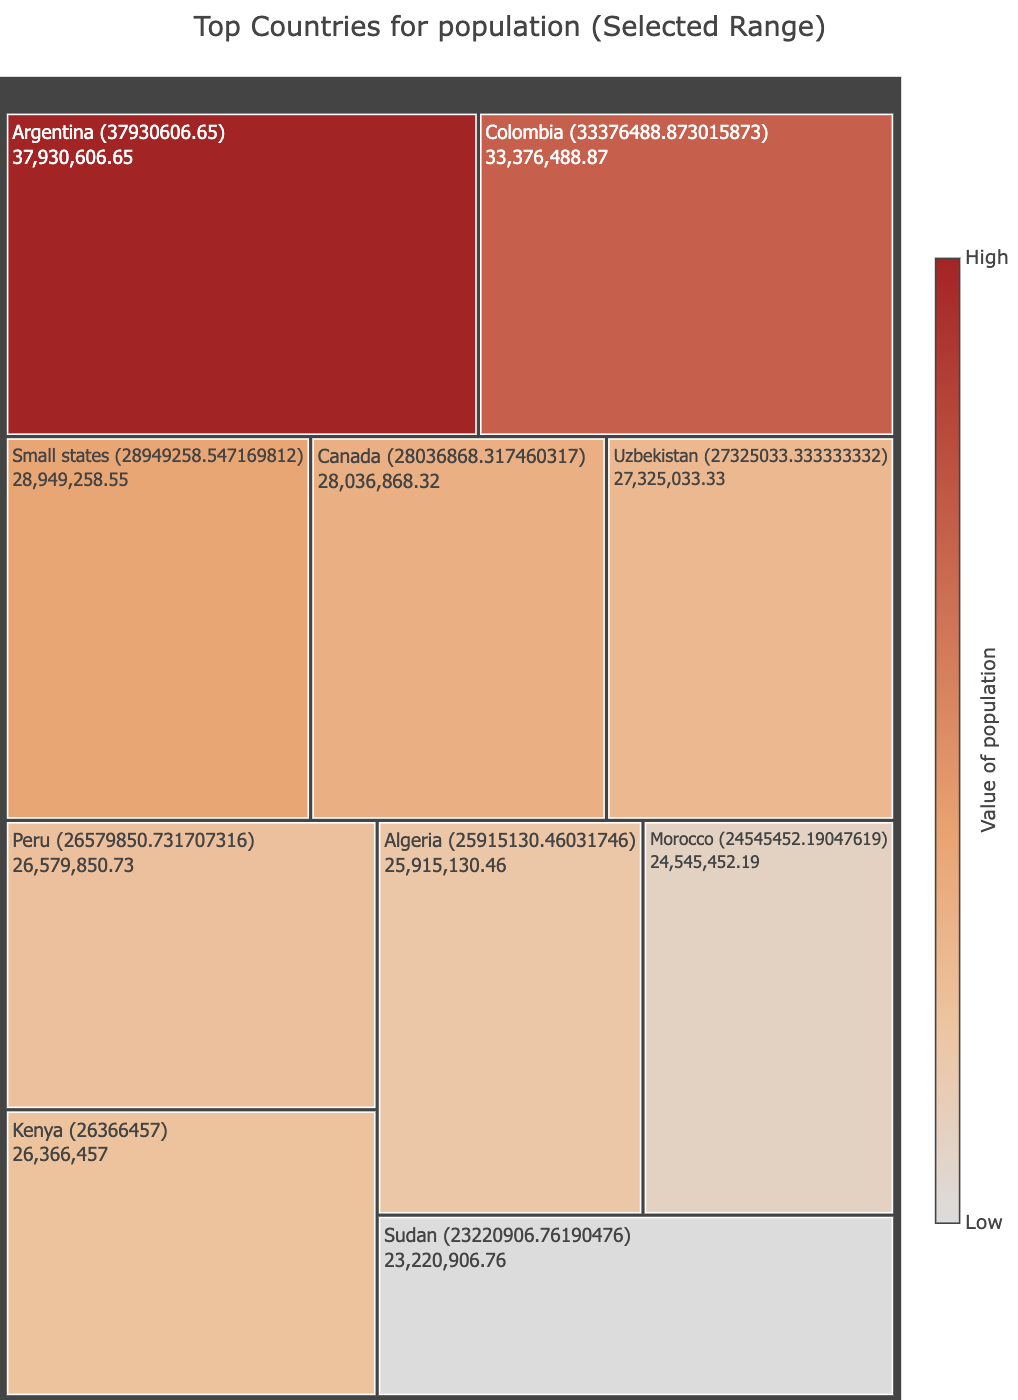 Top Countries for population (Selected Range)
Argentina (37930606.65)
37,930,606.65
Colombia (33376488.873015873)
33,376,488.87
High
Small states (28949258.547169812)
28,949,258.55
Canada (28036868.317460317)
28,036,868.32
Uzbekistan (27325033.333333332)
27,325,033.33
Value of population
Peru (26579850.731707316)
26,579,850.73
Algeria (25915130.46031746)
25,915,130.46
Morocco (24545452.19047619)
24,545,452.19
Kenya (26366457)
26,366,457
Sudan (23220906.76190476)
23,220,906.76
Low